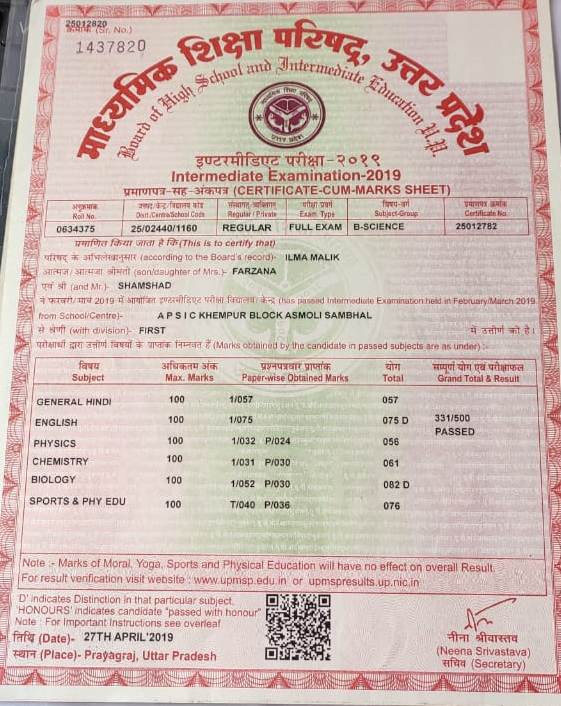 25012820
क्रमांक (Sr. No.)
1437820
माध्यमिक शिक्षा परिषद्, उत्तर प्रदेश
Board of High School and Intermediate Education U.P.
इण्टरमीडिएट परीक्षा-२०१९
Intermediate Examination-2019
प्रमाणपत्र-सह-अंकपत्र (CERTIFICATE-CUM-MARKS SHEET)
अनुक्रमांक Roll No. जनपद/केन्द्र/विद्यालय कोड Distt./Centre/School Code संस्थागत/व्यक्तिगत Regular / Private परीक्षा प्रकार Exam. Type विषय-वर्ग Subject-Group प्रमाणपत्र क्रमांक Certificate No.
0634375 25/02440/1160 REGULAR FULL EXAM B-SCIENCE 25012782
प्रमाणित किया जाता है कि(This is to certify that)
परिषद् के अभिलेखानुसार (according to the Board's record)- ILMA MALIK
आत्मज/ आत्मजा श्रीमती (son/daughter of Mrs.)- FARZANA
एवं श्री (and Mr.)- SHAMSHAD
ने फरवरी/ मार्च 2019 में आयोजित इण्टरमीडिएट परीक्षा विद्यालय/ केन्द्र (has passed Intermediate Examination held in February/March 2019
from School/Centre)- A P S I C KHEMPUR BLOCK ASMOLI SAMBHAL
से श्रेणी (with division)- FIRST में उत्तीर्ण की है।
परीक्षार्थी द्वारा उत्तीर्ण विषयों के प्राप्तांक निम्नवत हैं (Marks obtained by the candidate in passed subjects are as under) :-
विषय अधिकतम अंक प्रश्नपत्रवार प्राप्तांक योग सम्पूर्ण योग एवं परीक्षाफल
Subject Max. Marks Paper-wise Obtained Marks Total Grand Total & Result
GENERAL HINDI 100 1/057 057
ENGLISH 100 1/075 075 D 331/500
PASSED
PHYSICS 100 1/032 P/024 056
CHEMISTRY 100 1/031 P/030 061
BIOLOGY 100 1/052 P/030 082 D
SPORTS & PHY EDU 100 T/040 P/036 076
Note :- Marks of Moral, Yoga, Sports and Physical Education will have no effect on overall Result.
For result verification visit website : www.upmsp.edu.in or upmspresults.up.nic.in
'D' indicates Distinction in that particular subject.
'HONOURS' indicates candidate "passed with honour"
Note : For Important Instructions see overleaf
तिथि (Date)- 27TH APRIL'2019
स्थान (Place)- Prayagraj, Uttar Pradesh
नीना श्रीवास्तव
(Neena Srivastava)
सचिव (Secretary)